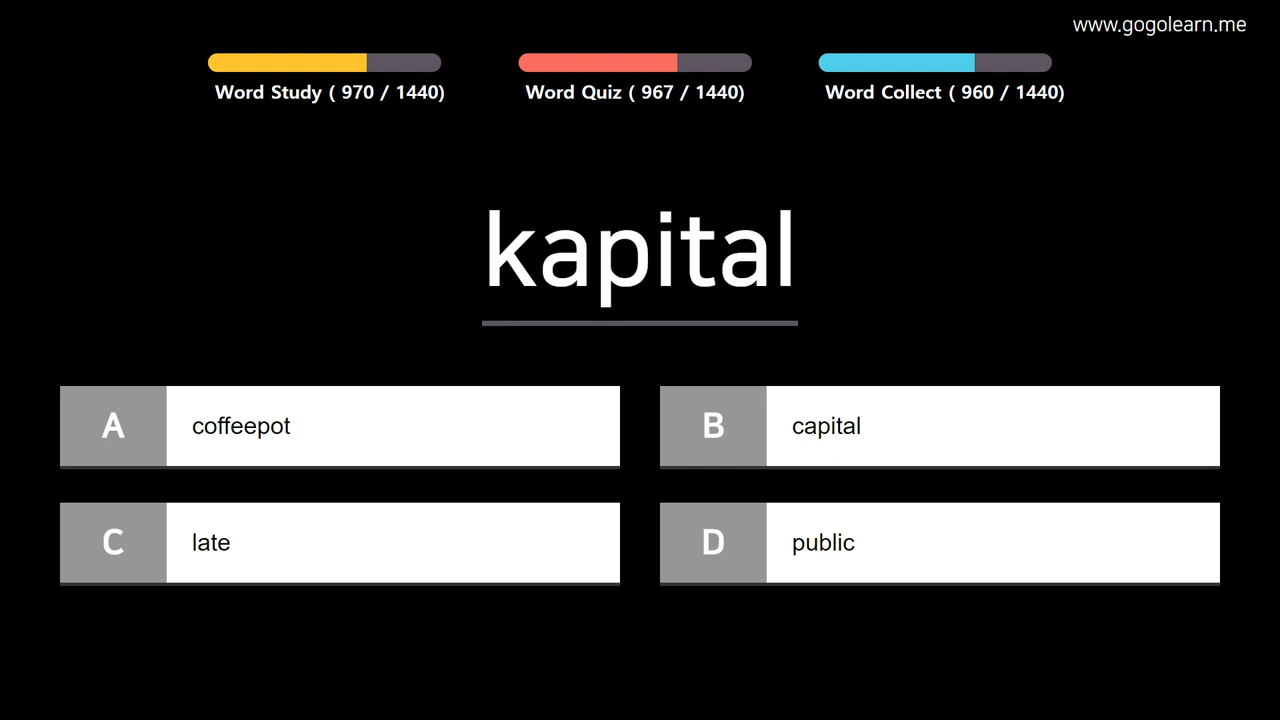 www.gogolearn.me
Word Study ( 970 / 1440)
Word Quiz ( 967 / 1440)
Word Collect ( 960 / 1440)
kapital
A coffeepot
B capital
C late
D public